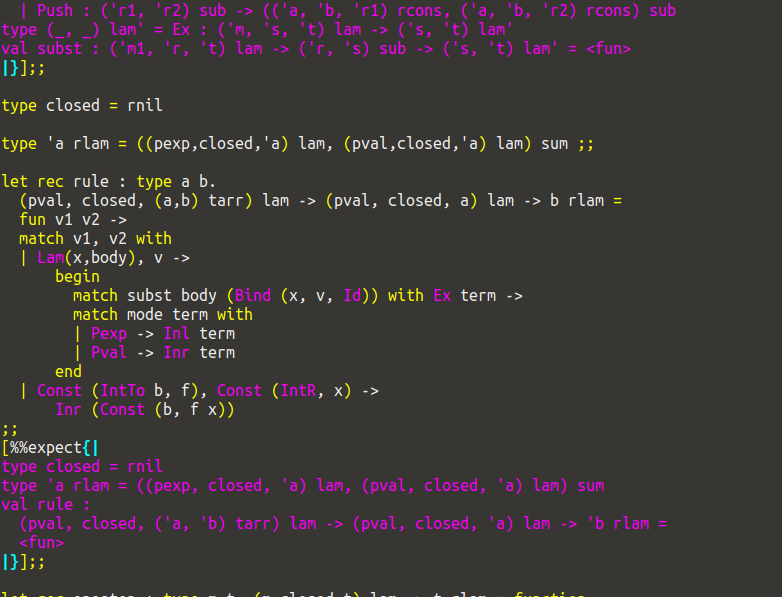 | Push : ('r1, 'r2) sub -> (('a, 'b, 'r1) rcons, ('a, 'b, 'r2) rcons) sub
type (_, _) lam' = Ex : ('m, 's, 't) lam -> ('s, 't) lam'
val subst : ('m1, 'r, 't) lam -> ('r, 's) sub -> ('s, 't) lam' = <fun>
|}];;

type closed = rnil

type 'a rlam = ((pexp,closed,'a) lam, (pval,closed,'a) lam) sum ;;

let rec rule : type a b.
  (pval, closed, (a,b) tarr) lam -> (pval, closed, a) lam -> b rlam =
  fun v1 v2 ->
  match v1, v2 with
  | Lam(x,body), v ->
      begin
        match subst body (Bind (x, v, Id)) with Ex term ->
        match mode term with
        | Pexp -> Inl term
        | Pval -> Inr term
      end
  | Const (IntTo b, f), Const (IntR, x) ->
      Inr (Const (b, f x))
;;
[%%expect{|
type closed = rnil
type 'a rlam = ((pexp, closed, 'a) lam, (pval, closed, 'a) lam) sum
val rule :
  (pval, closed, ('a, 'b) tarr) lam -> (pval, closed, 'a) lam -> 'b rlam =
  <fun>
|}];;